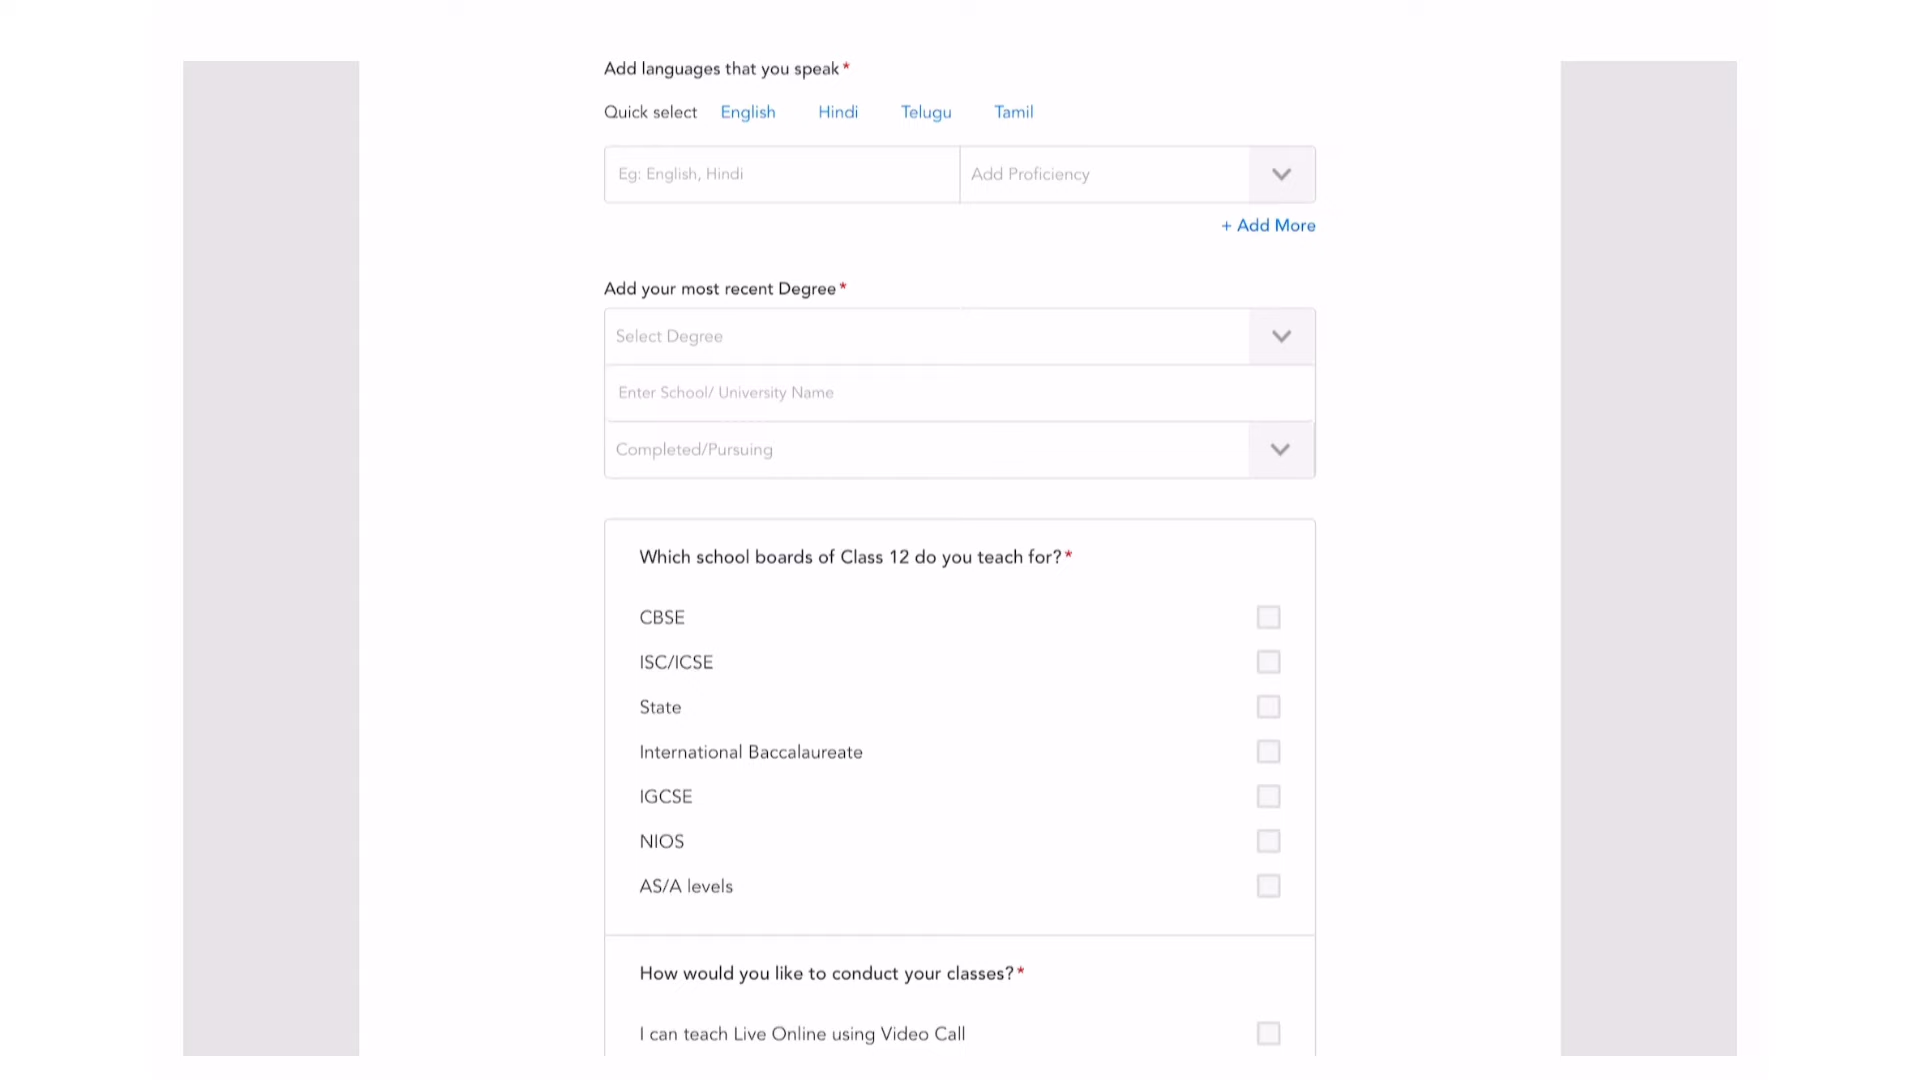 Add languages that you speak*
Quick select English Hindi Telugu Tamil
Eg: English, Hindi Add Proficiency
+ Add More
Add your most recent Degree*
Select Degree
Enter School/ University Name
Completed/Pursuing
Which school boards of Class 12 do you teach for?*
CBSE
ISC/ICSE
State
International Baccalaureate
IGCSE
NIOS
AS/A levels
How would you like to conduct your classes?*
I can teach Live Online using Video Call